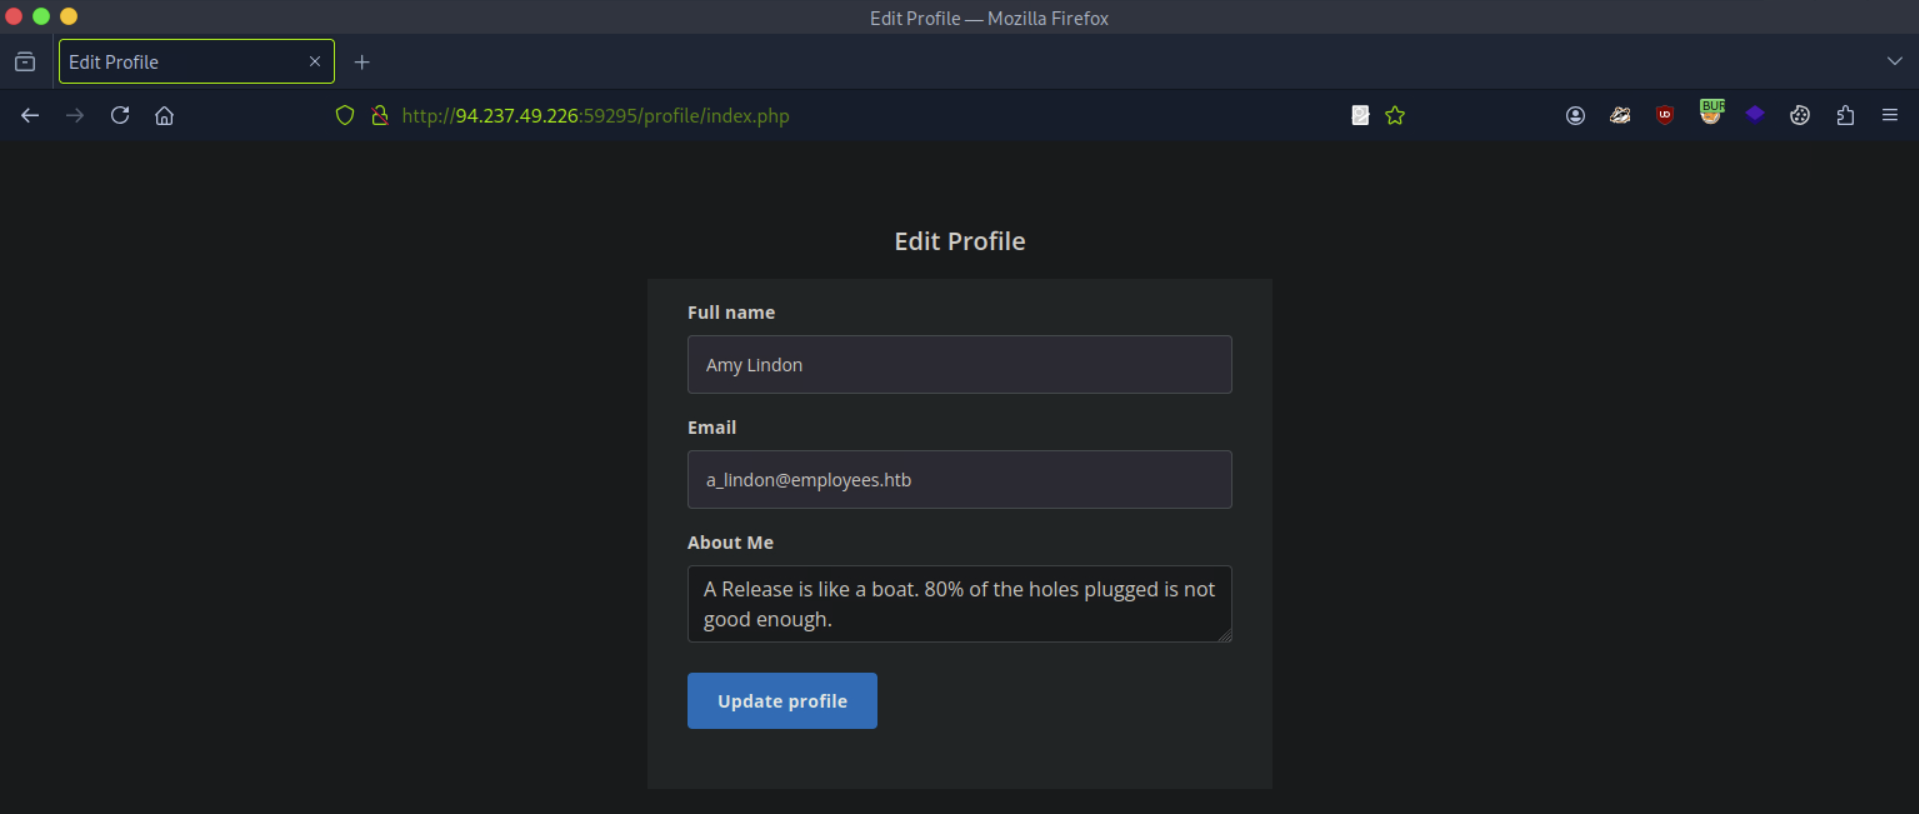 Edit Profile — Mozilla Firefox
Edit Profile
http://94.237.49.226:59295/profile/index.php
BUR
Edit Profile
Full name
Amy Lindon
Email
a_lindon@employees.htb
About Me
A Release is like a boat. 80% of the holes plugged is not
good enough.
Update profile